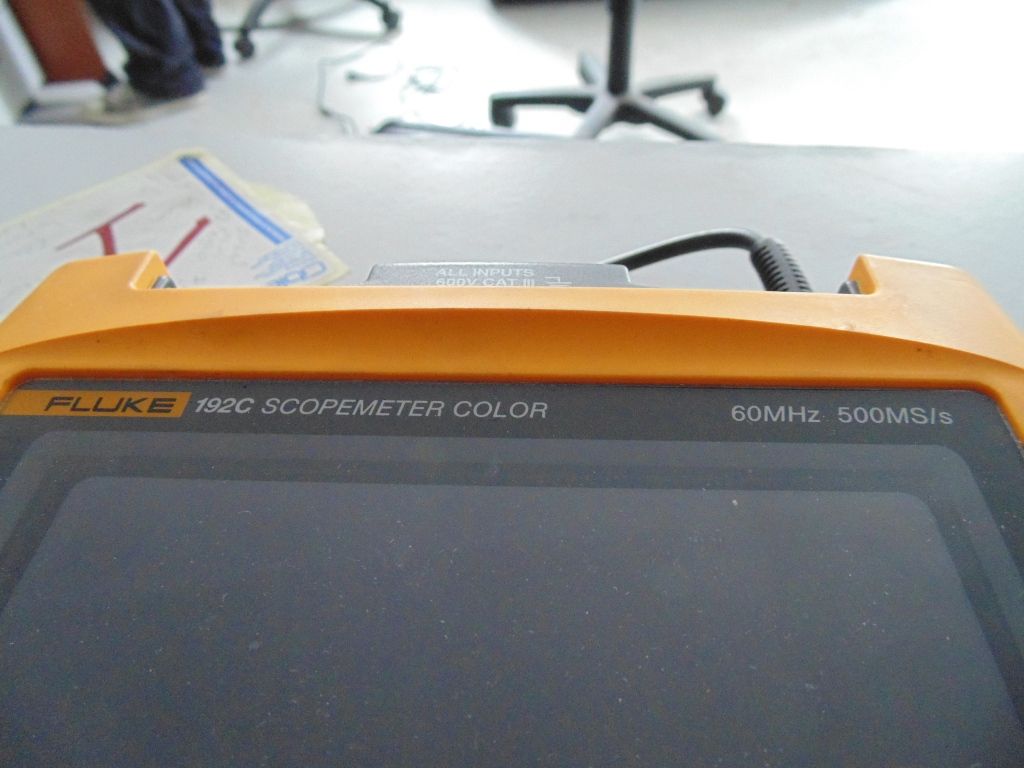 ALL INPUTS
600V CAT III
FLUKE 192C SCOPEMETER COLOR 60MHz 500MS/s